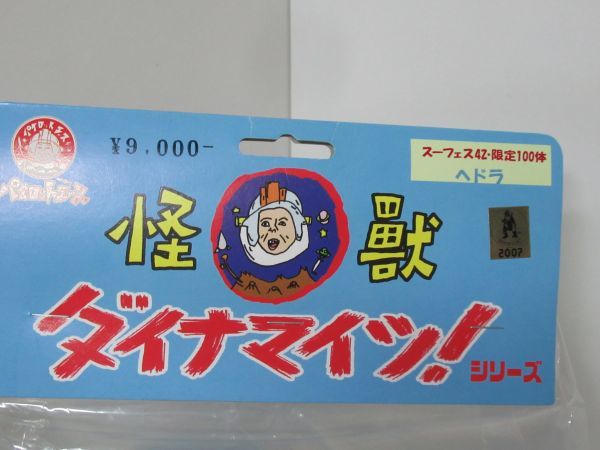 ¥9,000-
スーフェス42・限定100体
ヘドラ
怪獣
2007
ダイナマイツ!
シリーズ